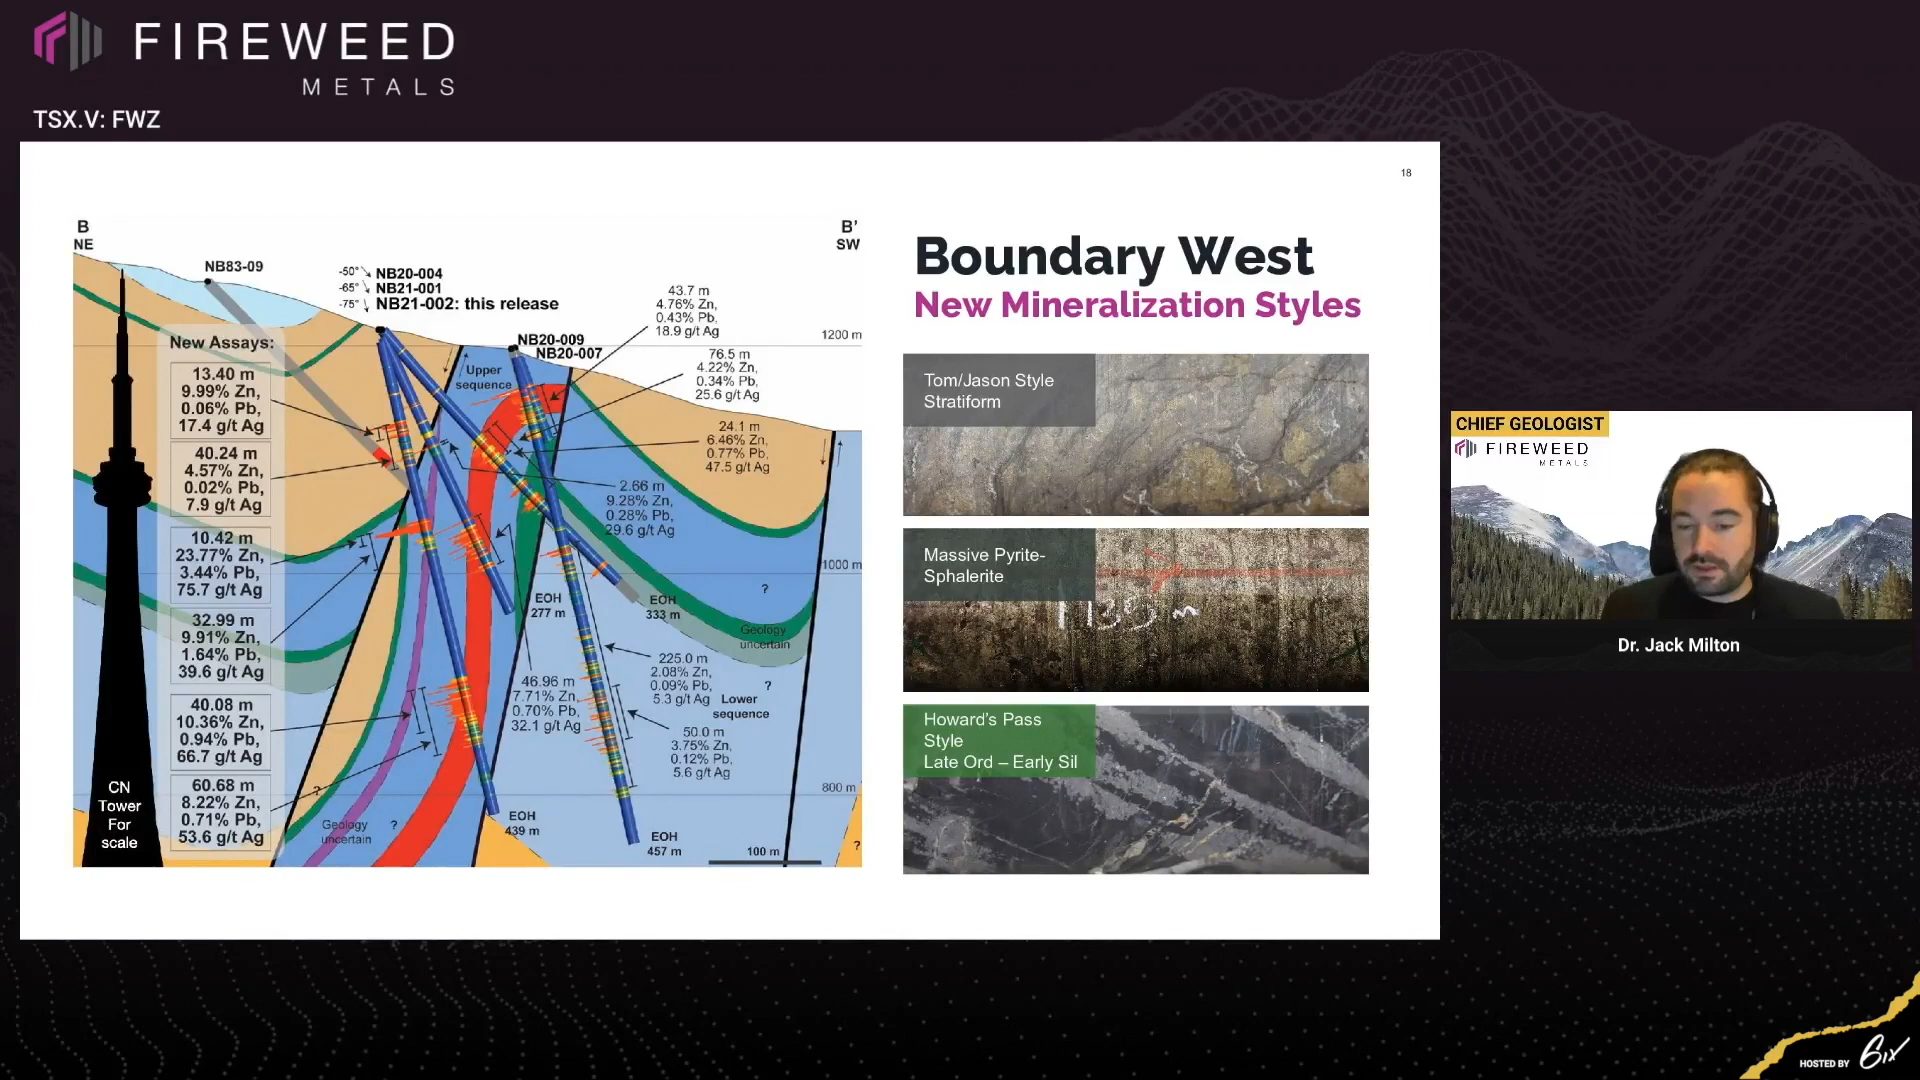 FIREWEED
METALS
TSX.V: FWZ
18
B
NE
B'
SW
NB83-09
-50° NB20-004
-65° NB21-001
-75° NB21-002: this release
NB20-009
NB20-007
Upper
sequence
43.7 m
4.76% Zn,
0.43% Pb,
18.9 g/t Ag
76.5 m
4.22% Zn,
0.34% Pb,
25.6 g/t Ag
24.1 m
6.46% Zn,
0.77% Pb,
47.5 g/t Ag
2.66 m
9.28% Zn,
0.28% Pb,
29.6 g/t Ag
1200 m
1000 m
800 m
New Assays:
13.40 m
9.99% Zn,
0.06% Pb,
17.4 g/t Ag
40.24 m
4.57% Zn,
0.02% Pb,
7.9 g/t Ag
10.42 m
23.77% Zn,
3.44% Pb,
75.7 g/t Ag
32.99 m
9.91% Zn,
1.64% Pb,
39.6 g/t Ag
40.08 m
10.36% Zn,
0.94% Pb,
66.7 g/t Ag
60.68 m
8.22% Zn,
0.71% Pb,
53.6 g/t Ag
CN
Tower
For
scale
?
EOH
277 m
EOH
333 m
Geology
uncertain
46.96 m
7.71% Zn,
0.70% Pb,
32.1 g/t Ag
225.0 m
2.08% Zn,
0.09% Pb,
5.3 g/t Ag
?
Lower
sequence
50.0 m
3.75% Zn,
0.12% Pb,
5.6 g/t Ag
?
Geology
uncertain
?
EOH
439 m
EOH
457 m
100 m
?
Boundary West
New Mineralization Styles
Tom/Jason Style
Stratiform
Massive Pyrite-
Sphalerite
Howard's Pass
Style
Late Ord – Early Sil
CHIEF GEOLOGIST
FIREWEED
METALS
Dr. Jack Milton
HOSTED BY 6ix